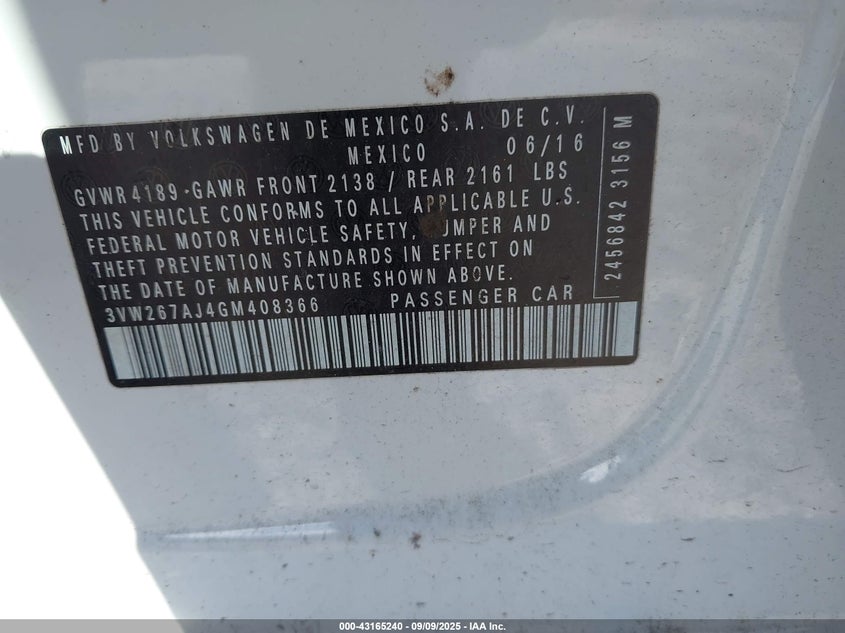 MFD BY VOLKSWAGEN DE MEXICO S.A. DE C.V.
MEXICO 06/16
GVWR 4189-GAWR FRONT 2138 / REAR 2161 LBS
THIS VEHICLE CONFORMS TO ALL APPLICABLE U.S.
FEDERAL MOTOR VEHICLE SAFETY, BUMPER AND
THEFT PREVENTION STANDARDS IN EFFECT ON
THE DATE OF MANUFACTURE SHOWN ABOVE.
3VW267AJ4GM408366 PASSENGER CAR
2456842 3156 M
000-43165240 - 09/09/2025 - IAA Inc.